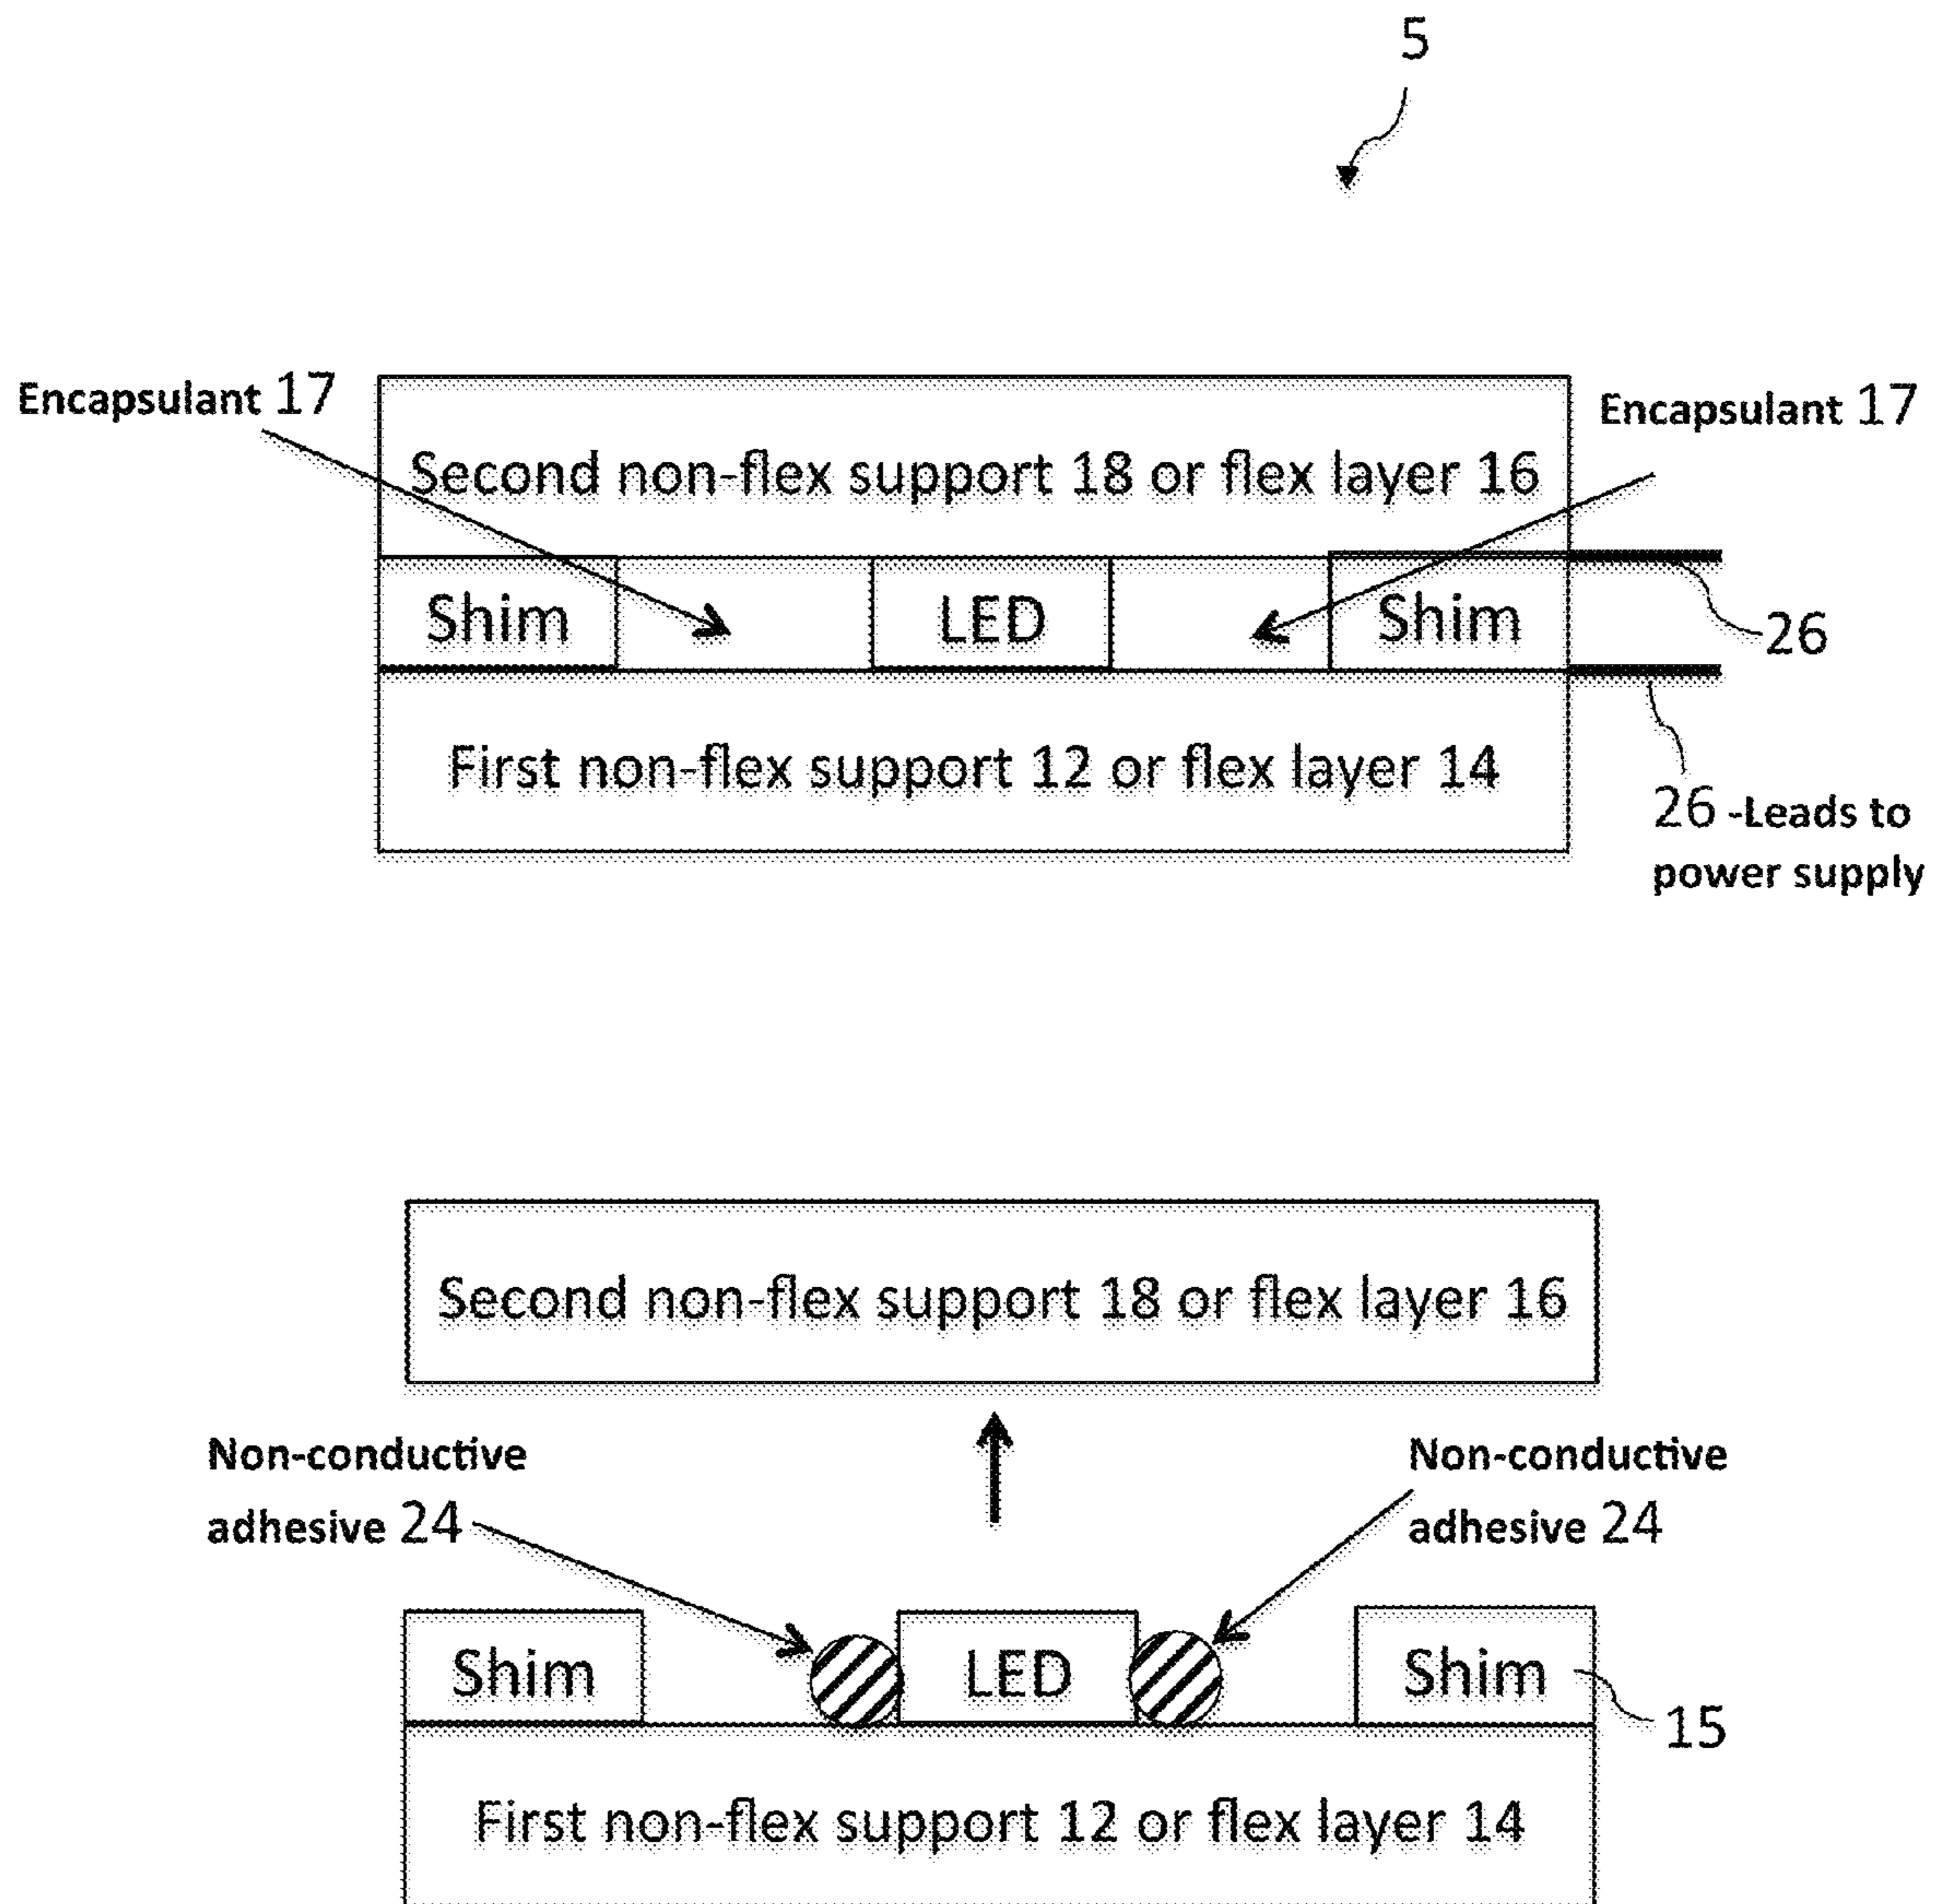 5
Encapsulant 17
Encapsulant 17
Second non-flex support 18 or flex layer 16
Shim
LED
Shim
26
First non-flex support 12 or flex layer 14
26 -Leads to
power supply
Second non-flex support 18 or flex layer 16
Non-conductive
adhesive 24
Non-conductive
adhesive 24
Shim
LED
Shim
15
First non-flex support 12 or flex layer 14